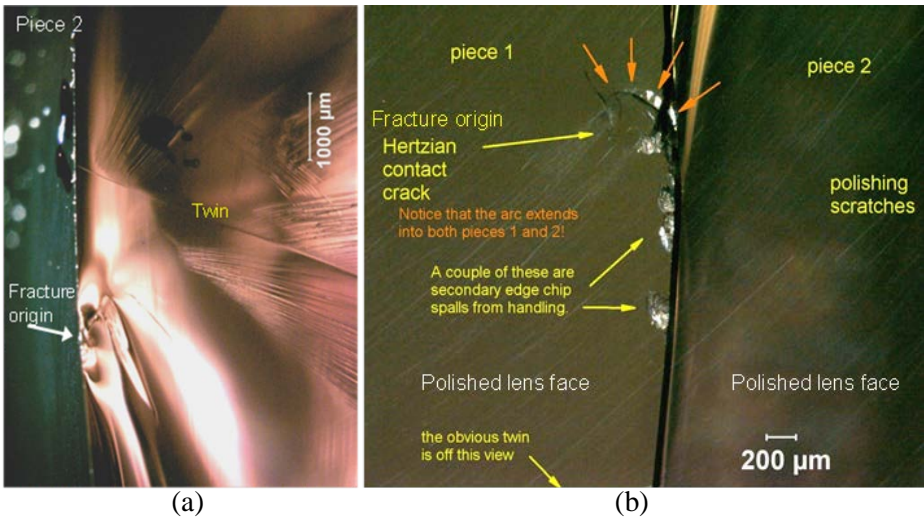 Piece 2
1000 µm
Twin
Fracture
origin
(a)
piece 1
piece 2
Fracture origin
Hertzian
contact
crack
Notice that the arc extends
into both pieces 1 and 2!
polishing
scratches
A couple of these are
secondary edge chip
spalls from handling.
Polished lens face
Polished lens face
the obvious twin
is off this view
200 µm
(b)